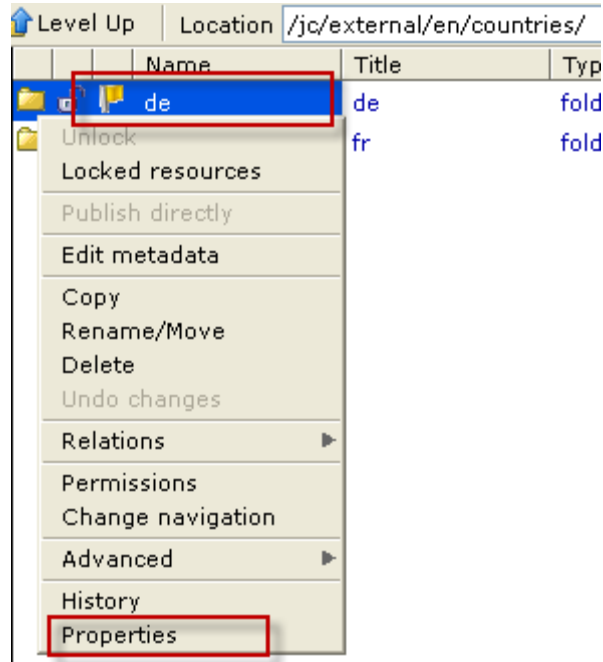 Level Up Location /jc/external/en/countries/
Name Title Typ
de de fold
fr fold
Unlock
Locked resources
Publish directly
Edit metadata
Copy
Rename/Move
Delete
Undo changes
Relations
Permissions
Change navigation
Advanced
History
Properties